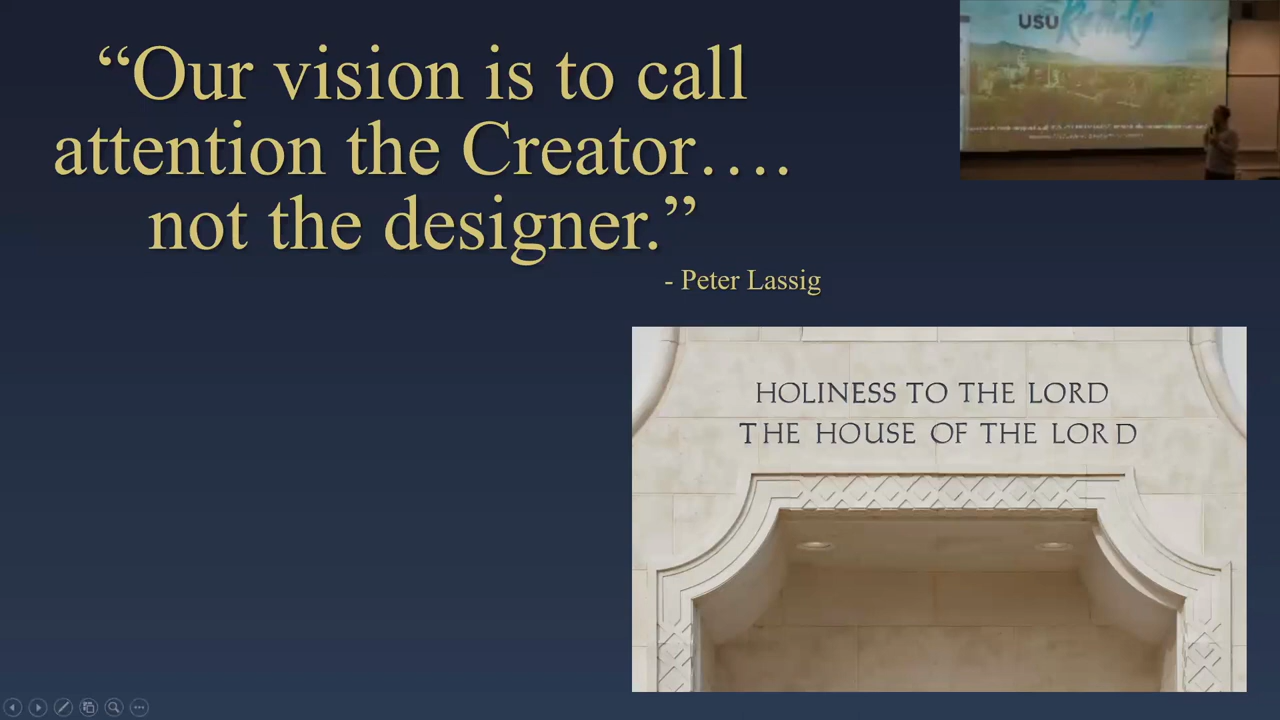 “Our vision is to call
attention the Creator….
not the designer.”
- Peter Lassig
USU Ready
HOLINESS TO THE LORD
THE HOUSE OF THE LORD